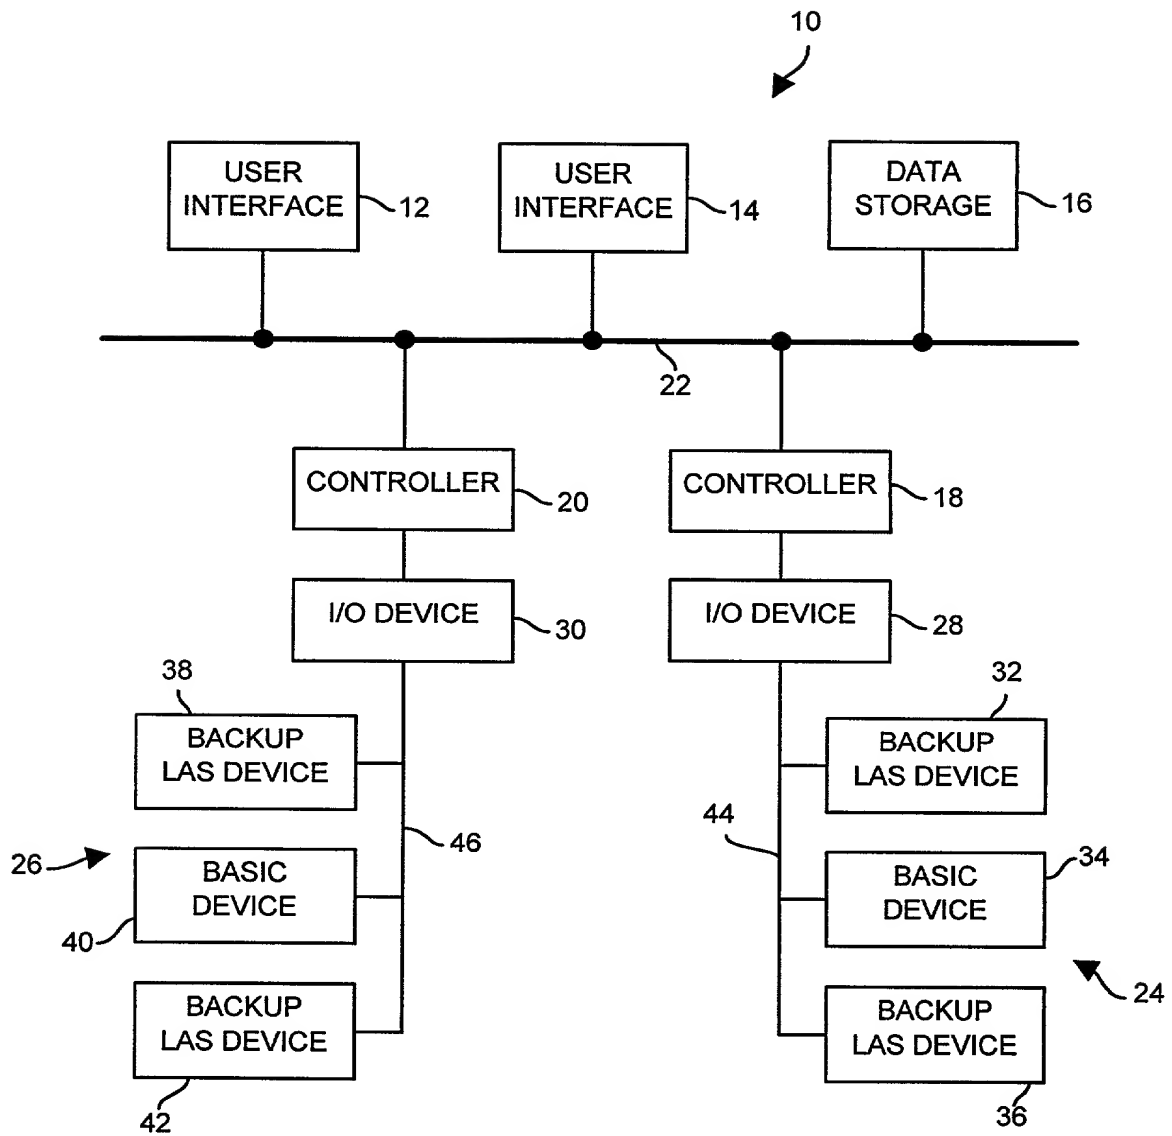 10
USER
INTERFACE
12
USER
INTERFACE
14
DATA
STORAGE
16
22
CONTROLLER
20
CONTROLLER
18
I/O DEVICE
30
I/O DEVICE
28
38
BACKUP
LAS DEVICE
32
BACKUP
LAS DEVICE
46
44
26
BASIC
DEVICE
40
BASIC
DEVICE
34
24
BACKUP
LAS DEVICE
42
BACKUP
LAS DEVICE
36